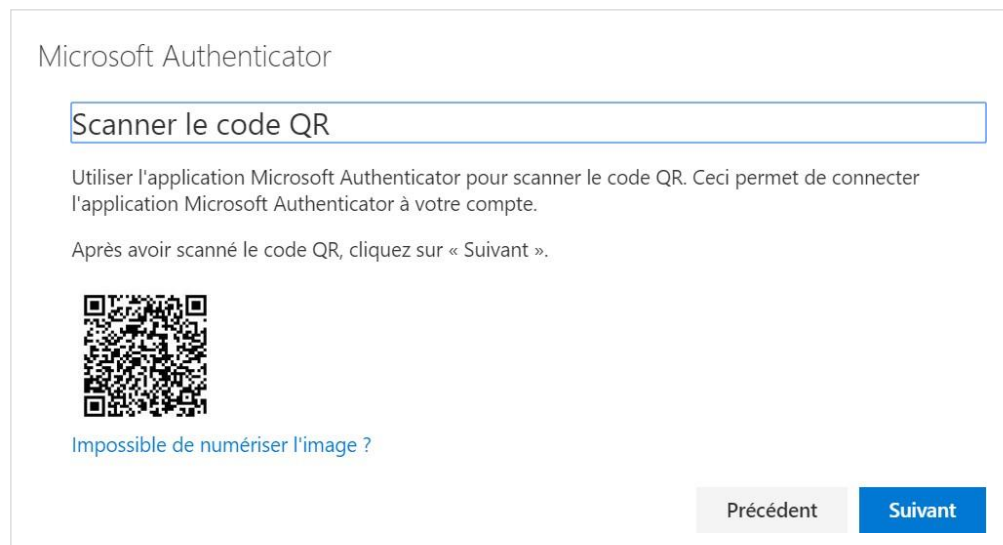 Microsoft Authenticator
Scanner le code QR
Utiliser l'application Microsoft Authenticator pour scanner le code QR. Ceci permet de connecter
l'application Microsoft Authenticator à votre compte.
Après avoir scanné le code QR, cliquez sur « Suivant ».
Impossible de numériser l'image ?
Précédent
Suivant